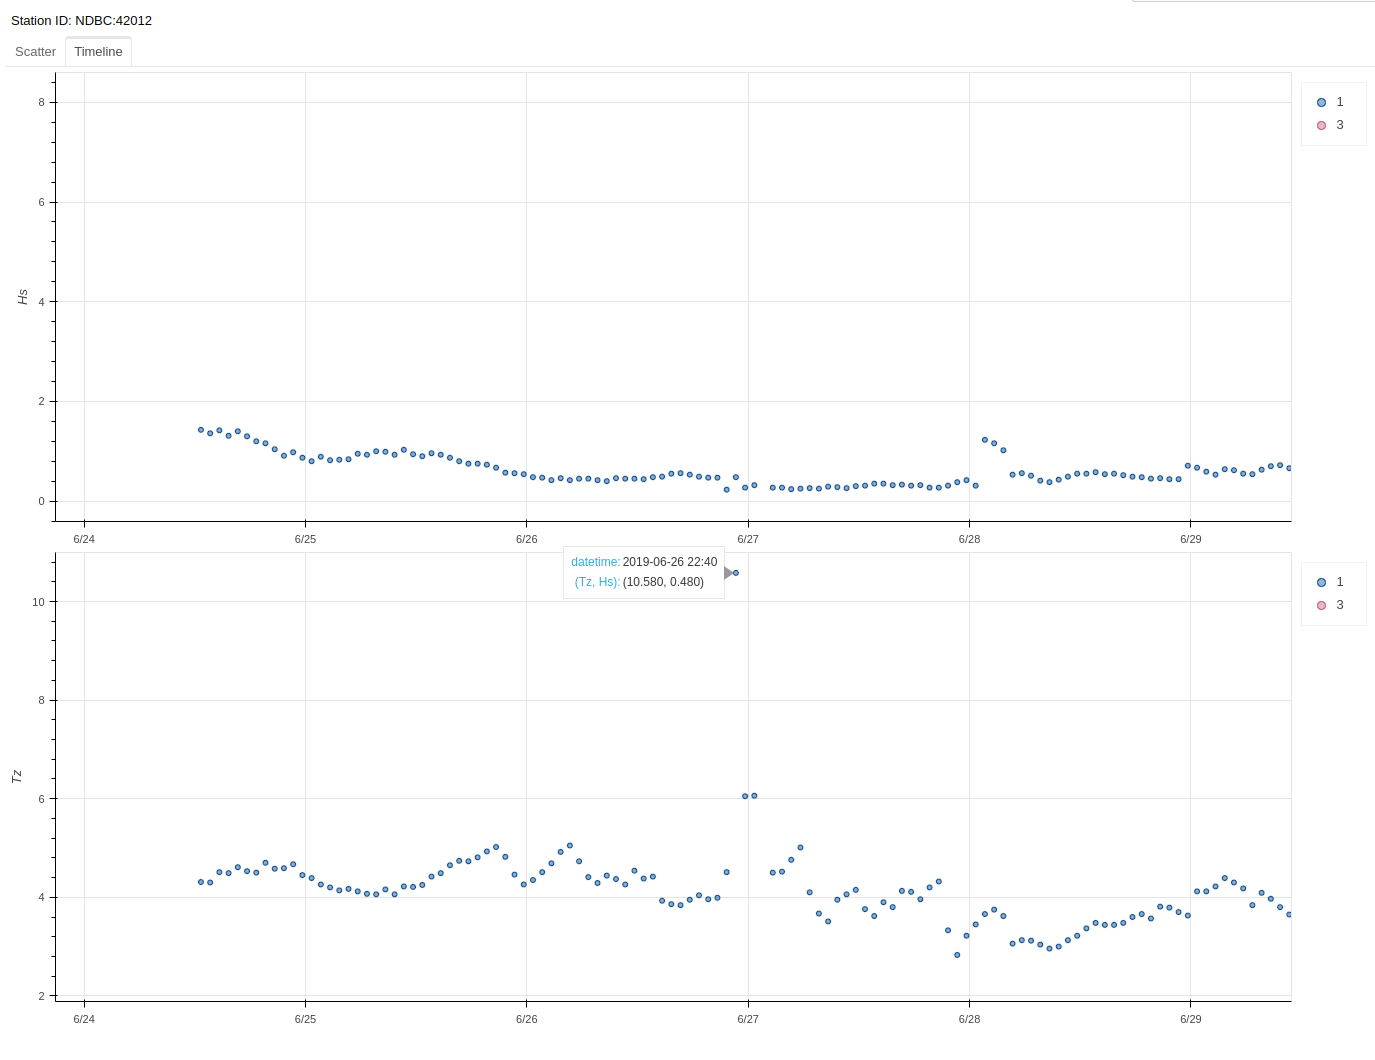 Station ID: NDBC:42012
Scatter Timeline
8
6
4
2
0
Hs
6/24 6/25 6/26 6/27 6/28 6/29
1
3
datetime: 2019-06-26 22:40
(Tz, Hs): (10.580, 0.480)
10
8
6
4
2
Tz
6/24 6/25 6/26 6/27 6/28 6/29
1
3